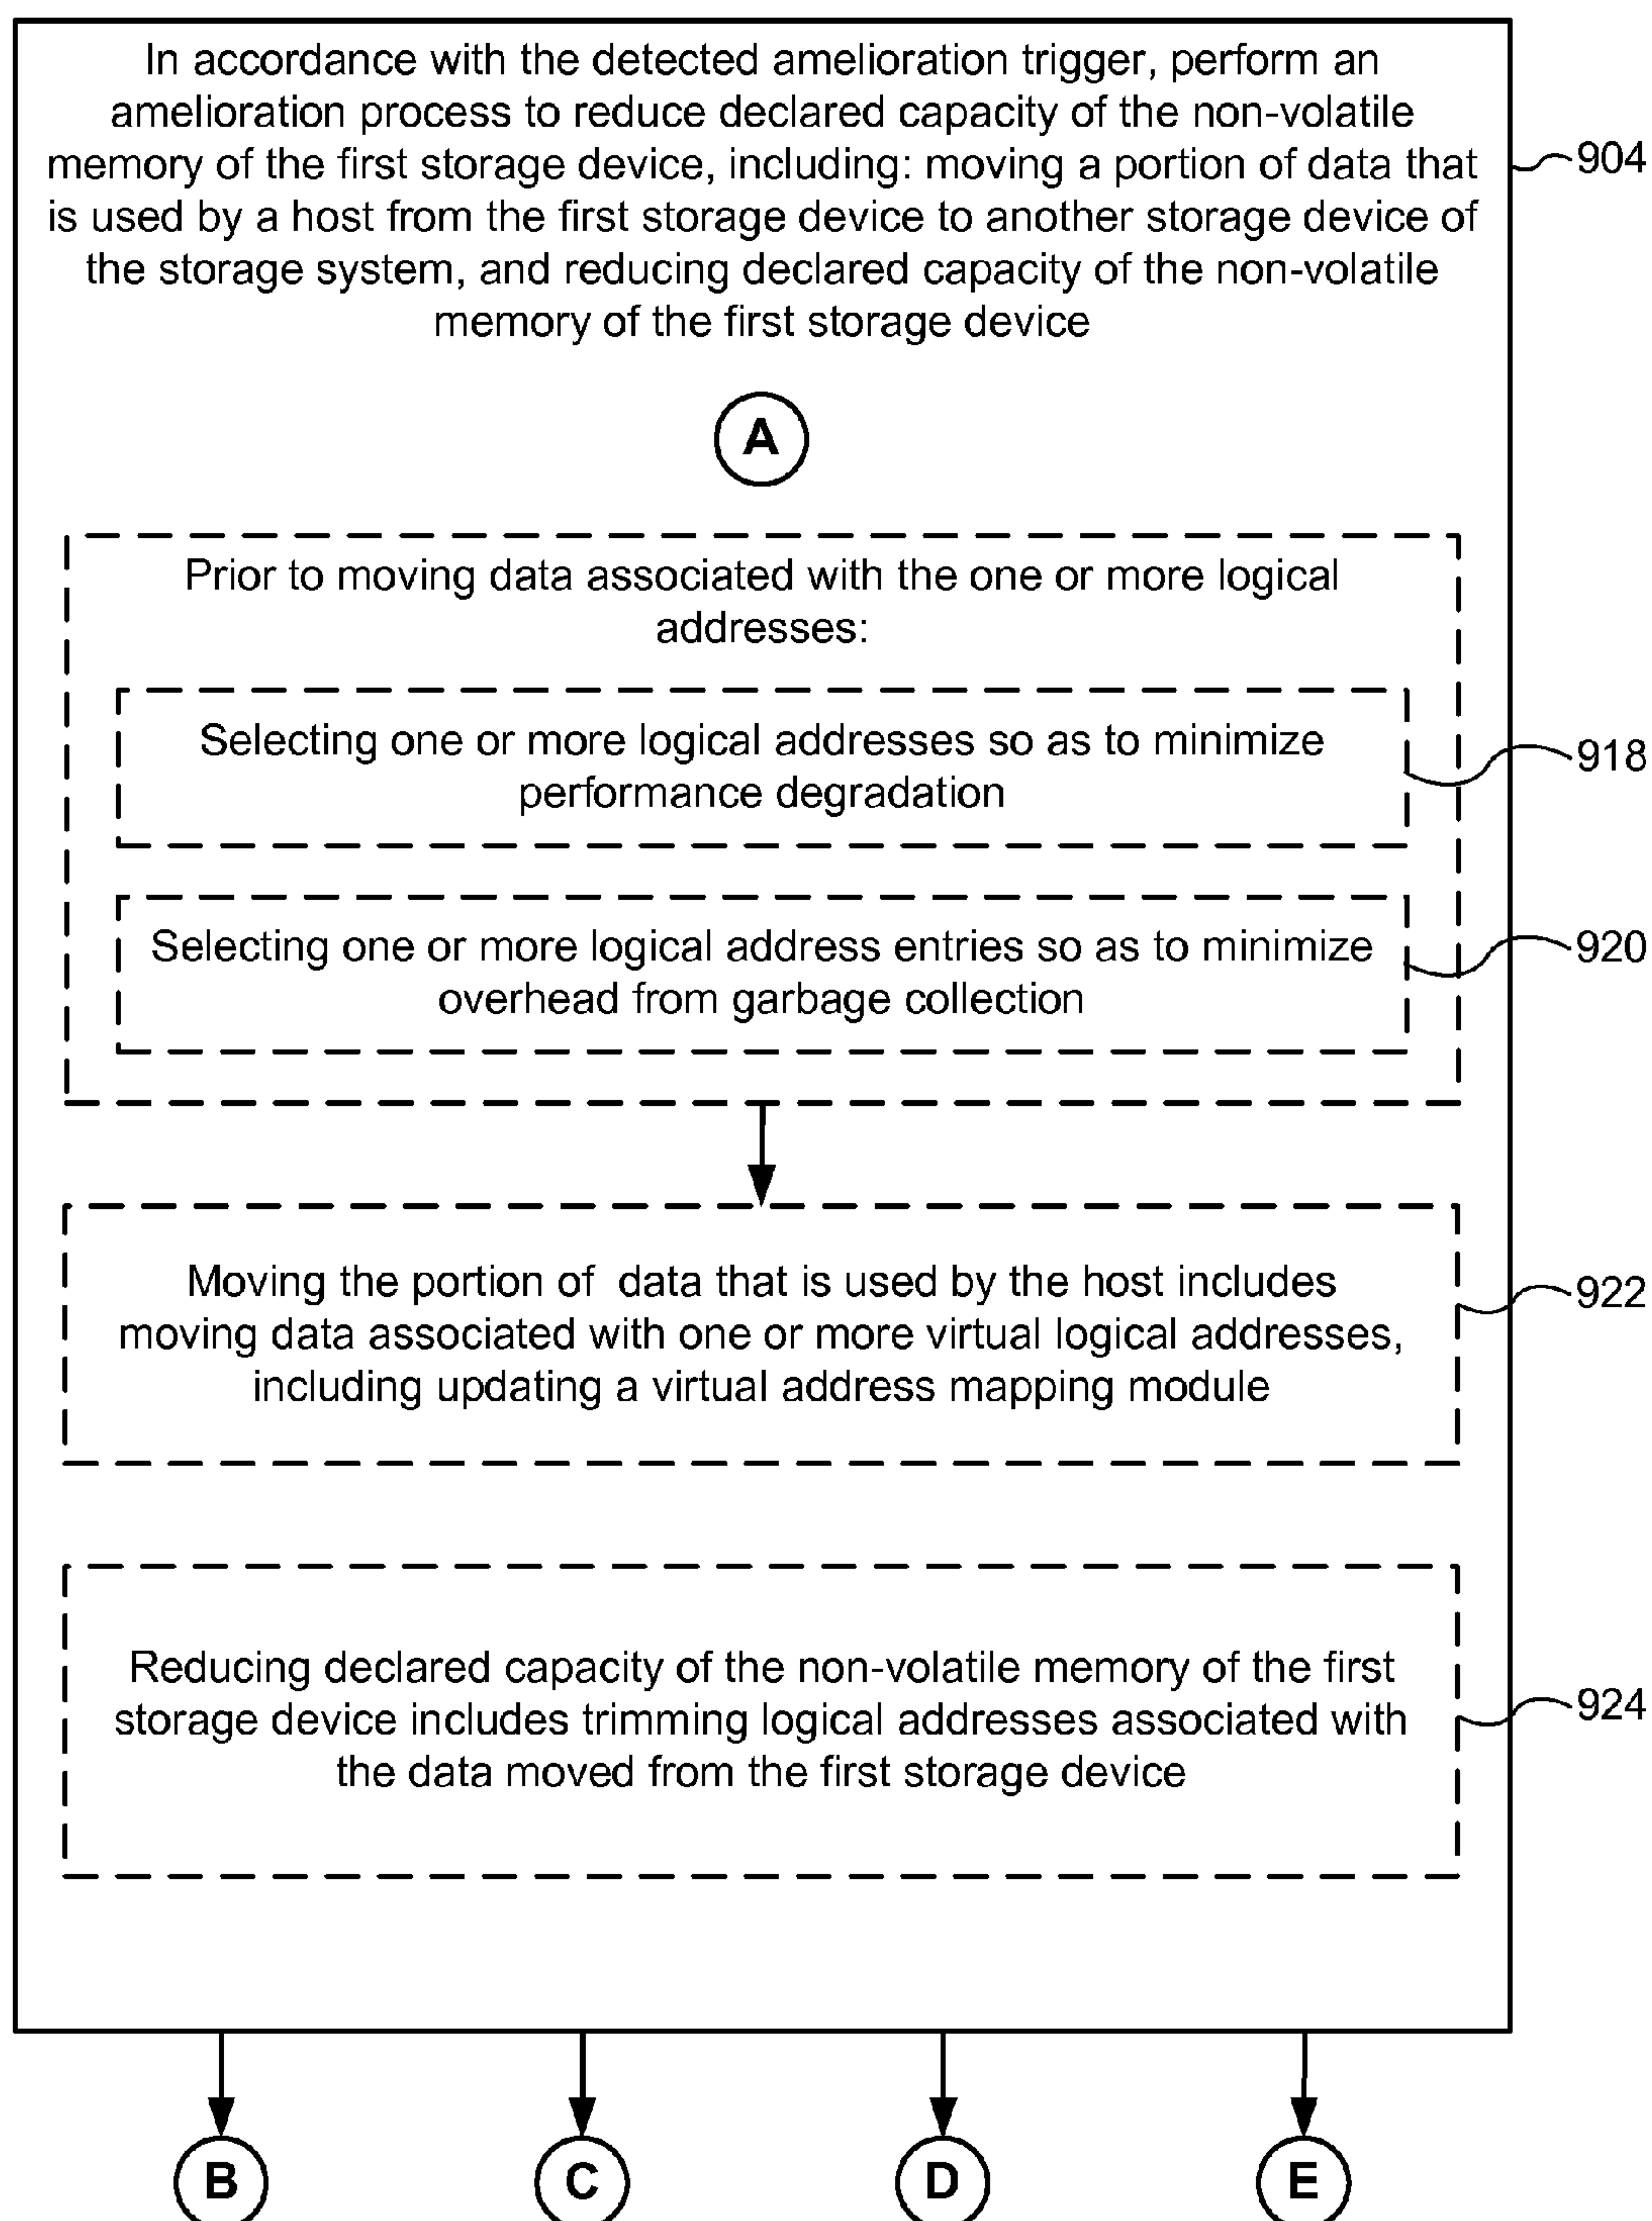 In accordance with the detected amelioration trigger, perform an
amelioration process to reduce declared capacity of the non-volatile
memory of the first storage device, including: moving a portion of data that
is used by a host from the first storage device to another storage device of
the storage system, and reducing declared capacity of the non-volatile
memory of the first storage device
904
A
Prior to moving data associated with the one or more logical
addresses:
Selecting one or more logical addresses so as to minimize
performance degradation
918
Selecting one or more logical address entries so as to minimize
overhead from garbage collection
920
Moving the portion of data that is used by the host includes
moving data associated with one or more virtual logical addresses,
including updating a virtual address mapping module
922
Reducing declared capacity of the non-volatile memory of the first
storage device includes trimming logical addresses associated with
the data moved from the first storage device
924
B
C
D
E